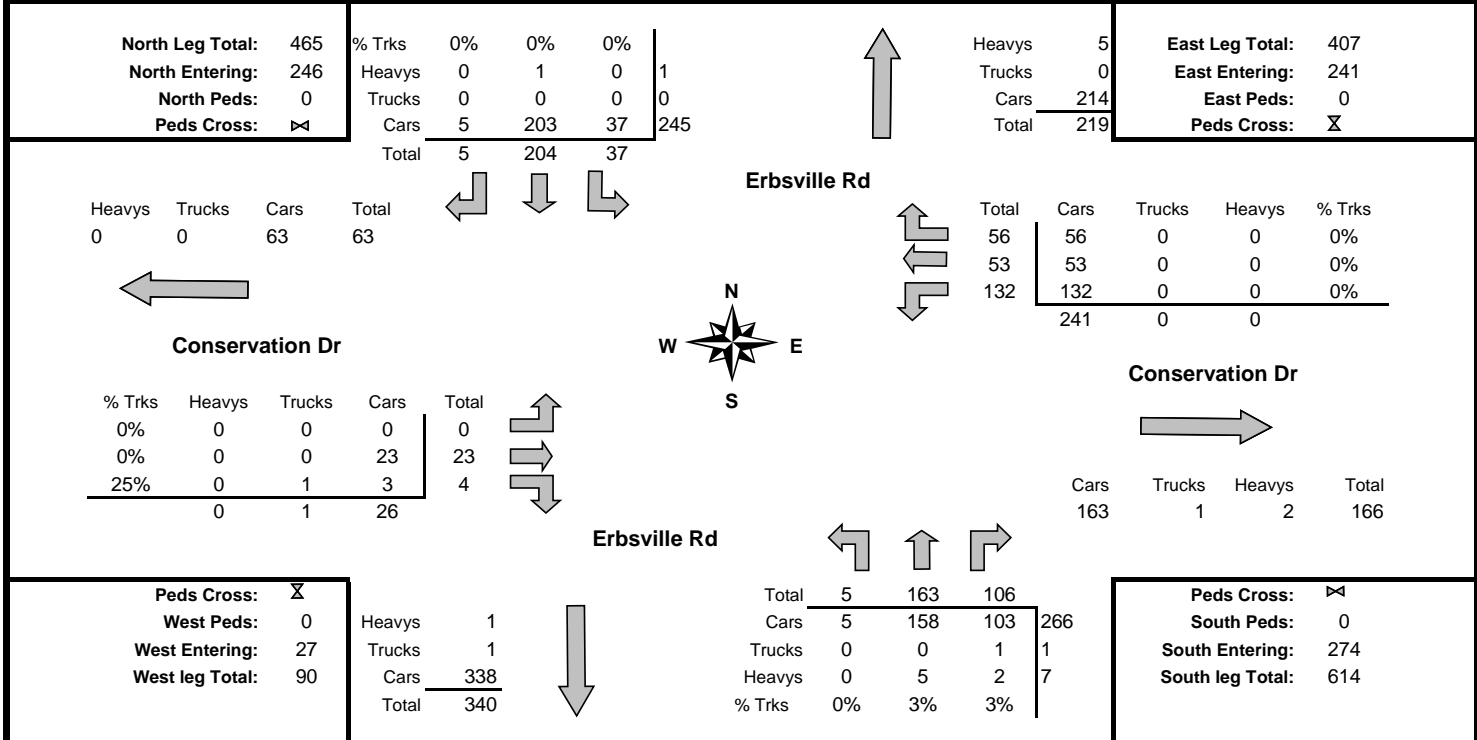 North Leg Total: 465
North Entering: 246
North Peds: 0
Peds Cross:
% Trks 0% 0% 0%
Heavys 0 1 0 1
Trucks 0 0 0 0
Cars 5 203 37 245
Total 5 204 37
Heavys 5
Trucks 0
Cars 214
Total 219
East Leg Total: 407
East Entering: 241
East Peds: 0
Peds Cross:
Erbsville Rd
Heavys Trucks Cars Total
0 0 63 63
Total Cars Trucks Heavys % Trks
56 56 0 0 0%
53 53 0 0 0%
132 132 0 0 0%
241 0 0
Conservation Dr
N
W E
S
Conservation Dr
% Trks Heavys Trucks Cars Total
0% 0 0 0 0
0% 0 0 23 23
25% 0 1 3 4
0 1 26
Cars Trucks Heavys Total
163 1 2 166
Erbsville Rd
Peds Cross:
West Peds: 0
West Entering: 27
West leg Total: 90
Heavys 1
Trucks 1
Cars 338
Total 340
Total 5 163 106
Cars 5 158 103 266
Trucks 0 0 1 1
Heavys 0 5 2 7
% Trks 0% 3% 3%
Peds Cross:
South Peds: 0
South Entering: 274
South leg Total: 614